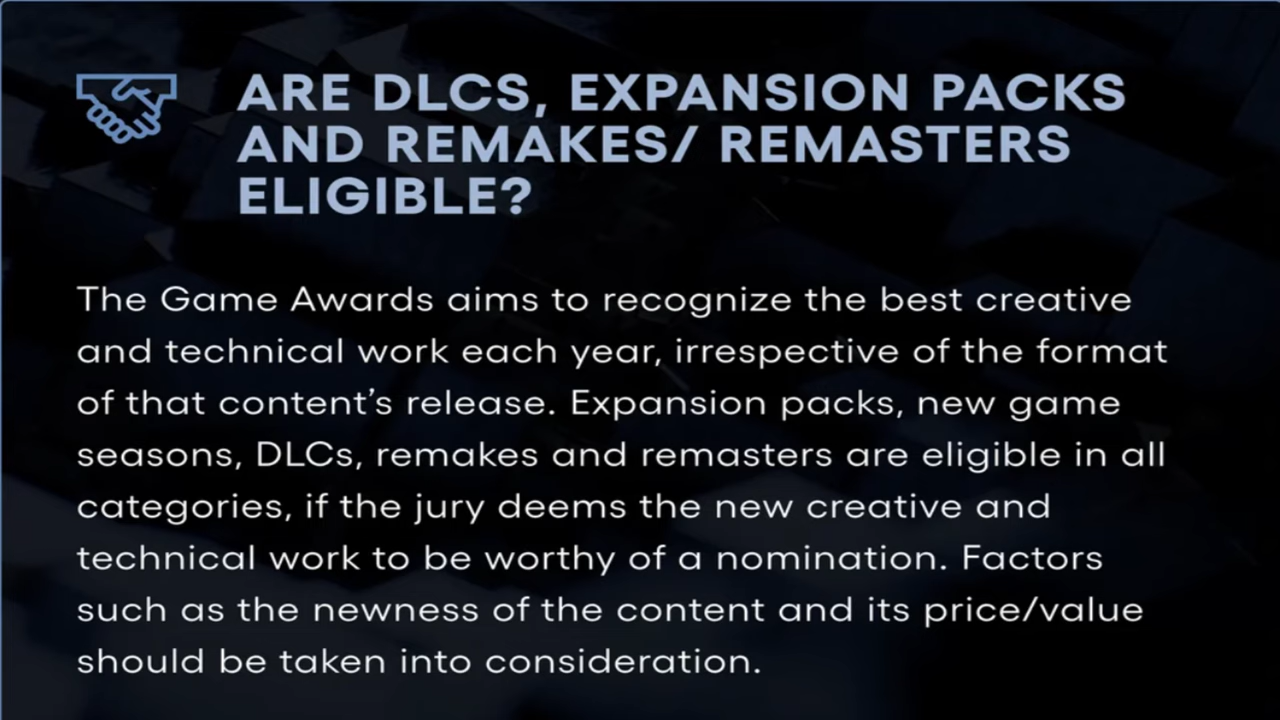 ARE DLCS, EXPANSION PACKS
AND REMAKES/ REMASTERS
ELIGIBLE?
The Game Awards aims to recognize the best creative
and technical work each year, irrespective of the format
of that content’s release. Expansion packs, new game
seasons, DLCs, remakes and remasters are eligible in all
categories, if the jury deems the new creative and
technical work to be worthy of a nomination. Factors
such as the newness of the content and its price/value
should be taken into consideration.